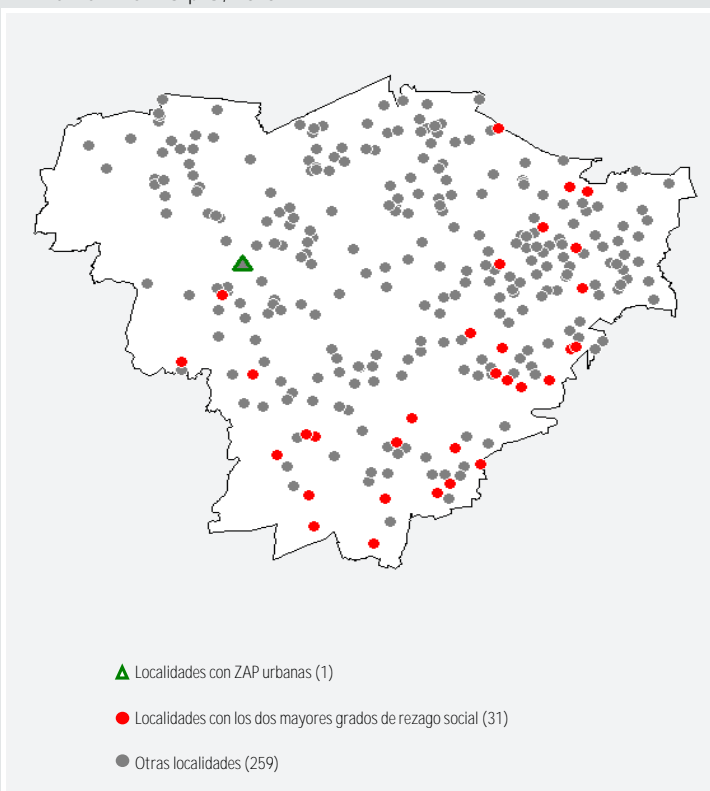 Localidades con ZAP urbanas (1)
Localidades con los dos mayores grados de rezago social (31)
Otras localidades (259)